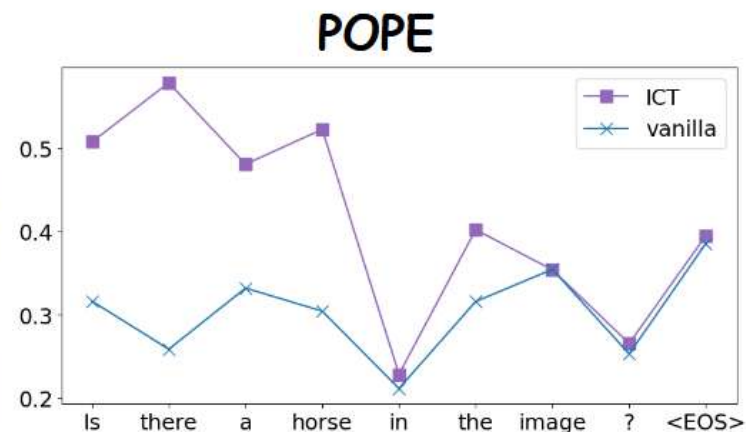 POPE
ICT
vanilla
0.5
0.4
0.3
0.2
Is there a horse in the image ? <EOS>